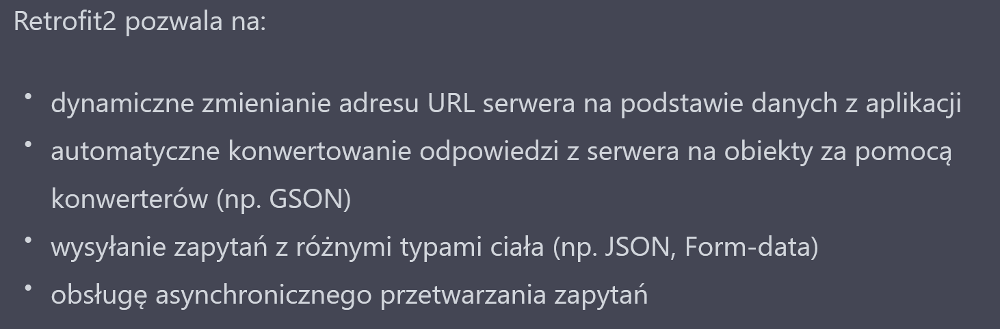 Retrofit2 pozwala na:
• dynamiczne zmienianie adresu URL serwera na podstawie danych z aplikacji
• automatyczne konwertowanie odpowiedzi z serwera na obiekty za pomocą
konwerterów (np. GSON)
• wysyłanie zapytań z różnymi typami ciała (np. JSON, Form-data)
• obsługę asynchronicznego przetwarzania zapytań